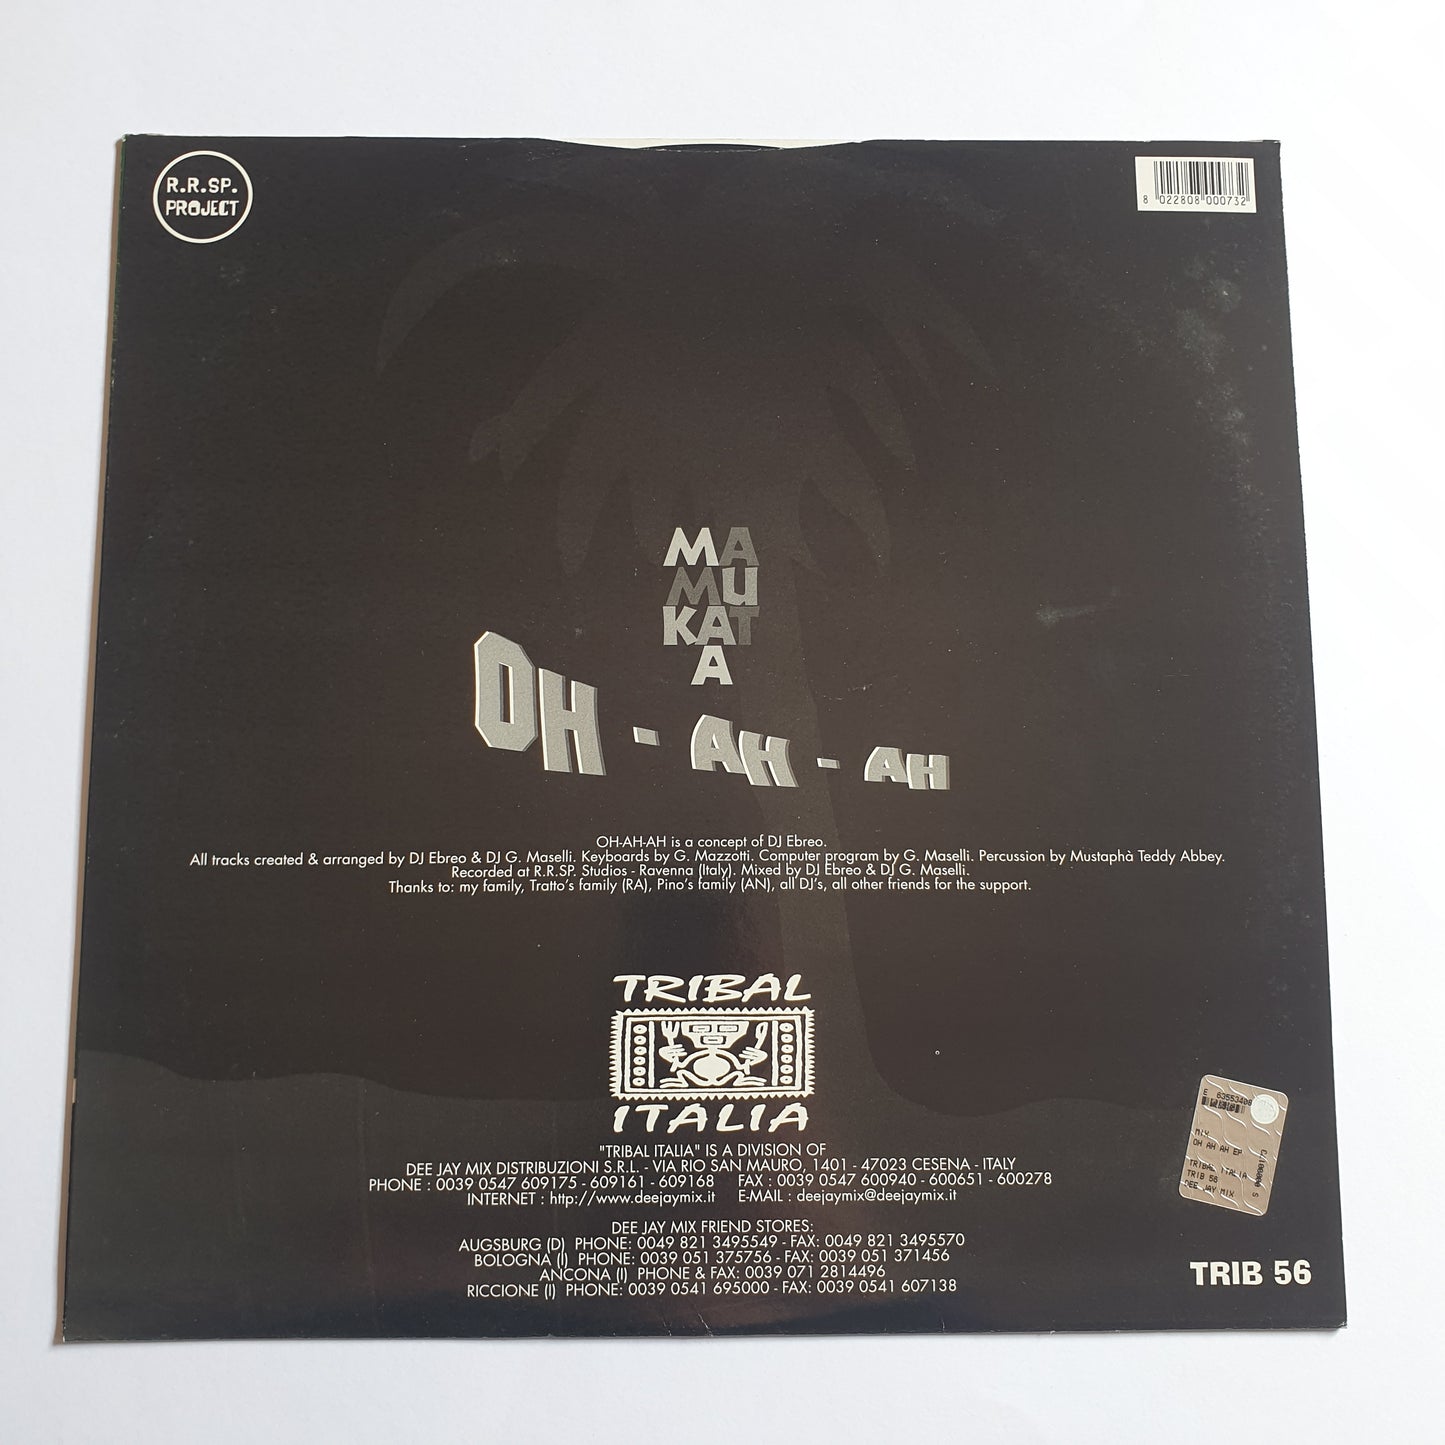 R.R.SP.
PROJECT
8 022808 000732
MA
MU
KAT
A
OH - AH - AH
OH-AH-AH is a concept of DJ Ebreo.
All tracks created & arranged by DJ Ebreo & DJ G. Maselli. Keyboards by G. Mazzotti. Computer program by G. Maselli. Percussion by Mustaphà Teddy Abbey.
Recorded at R.R.SP. Studios - Ravenna (Italy). Mixed by DJ Ebreo & DJ G. Maselli.
Thanks to: my family, Tratto's family (RA), Pino's family (AN), all DJ's, all other friends for the support.
TRIBAL
ITALIA
"TRIBAL ITALIA" IS A DIVISION OF
DEE JAY MIX DISTRIBUZIONI S.R.L. - VIA RIO SAN MAURO, 1401 - 47023 CESENA - ITALY
PHONE : 0039 0547 609175 - 609161 - 609168 FAX : 0039 0547 600940 - 600651 - 600278
INTERNET : http://www.deejaymix.it E-MAIL : deejaymix@deejaymix.it
DEE JAY MIX FRIEND STORES:
AUGSBURG (D) PHONE: 0049 821 3495549 - FAX: 0049 821 3495570
BOLOGNA (I) PHONE: 0039 051 375756 - FAX: 0039 051 371456
ANCONA (I) PHONE & FAX: 0039 071 2814496
RICCIONE (I) PHONE: 0039 0541 695000 - FAX: 0039 0541 607138
MIX
OH AH AH EP
TRIBAL ITALIA
TRIB 56
DEE JAY MIX
TRIB 56